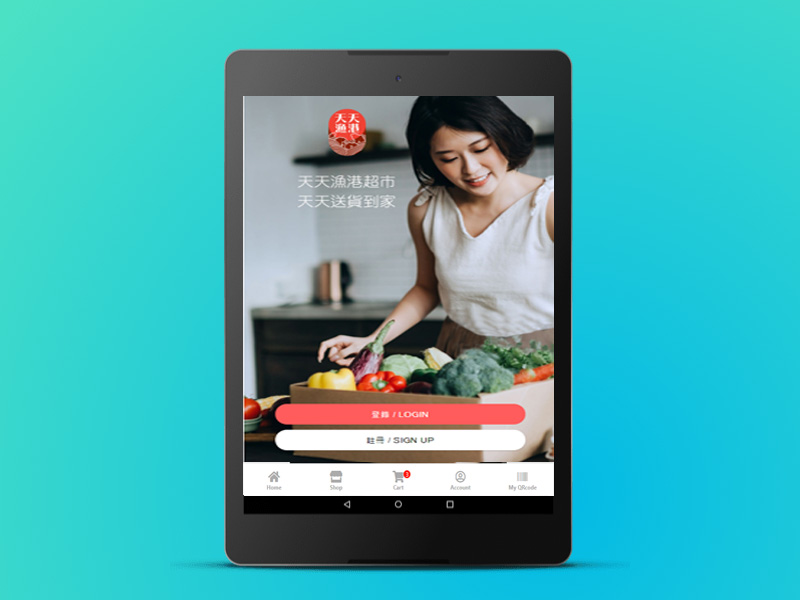 天天
漁港
天天漁港超市
天天送貨到家
登錄 / LOGIN
註冊 / SIGN UP
Home
Shop
Cart
Account
My QRcode